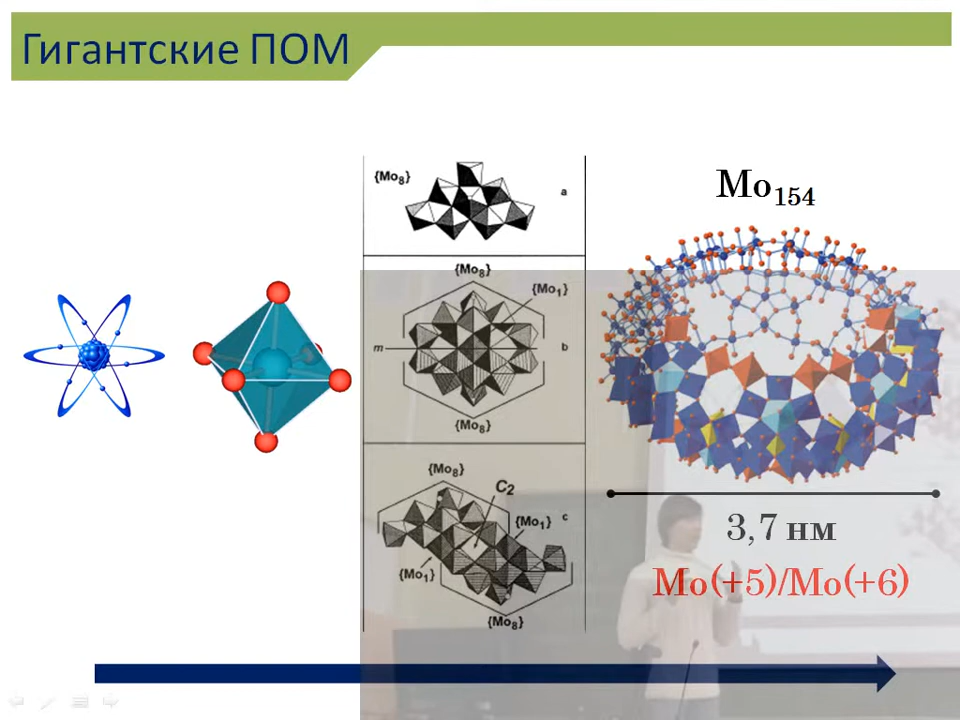 Гигантские ПОМ
{Mo₈}
a
{Mo₈}
{Mo₁}
m
b
{Mo₈}
{Mo₈}
C₂
{Mo₁}
c
{Mo₁}
{Mo₈}
Mo₁₅₄
3,7 нм
Mo(+5)/Mo(+6)